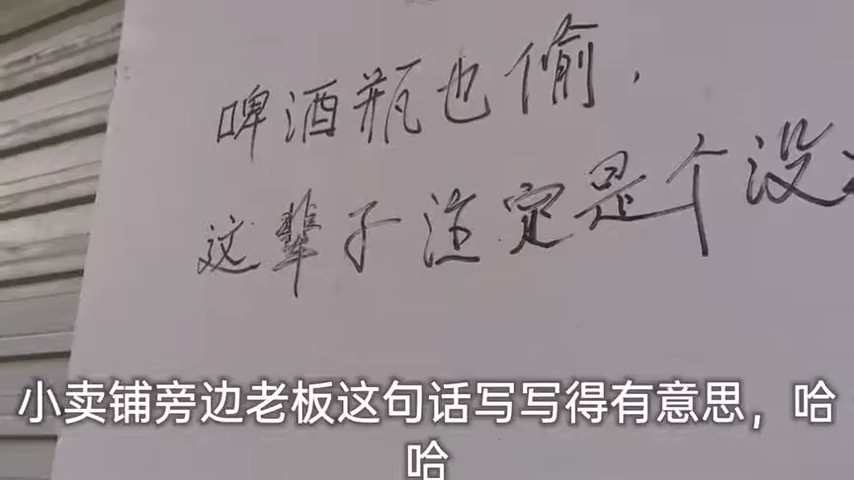 啤酒瓶也偷，
这辈子注定是个没
小卖铺旁边老板这句话写写得有意思，哈
哈